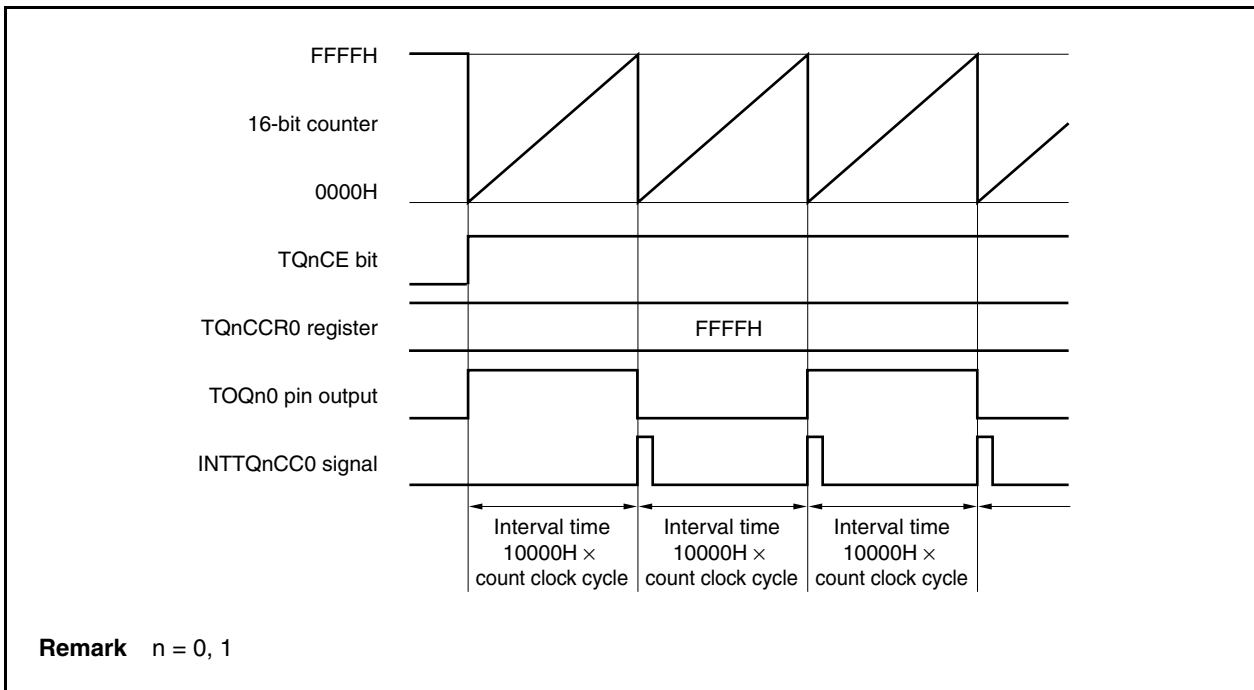 FFFFH
16-bit counter
0000H
TQnCE bit
TQnCCR0 register
FFFFH
TOQn0 pin output
INTTQnCC0 signal
Interval time
10000H ×
count clock cycle
Interval time
10000H ×
count clock cycle
Interval time
10000H ×
count clock cycle
Remark n = 0, 1